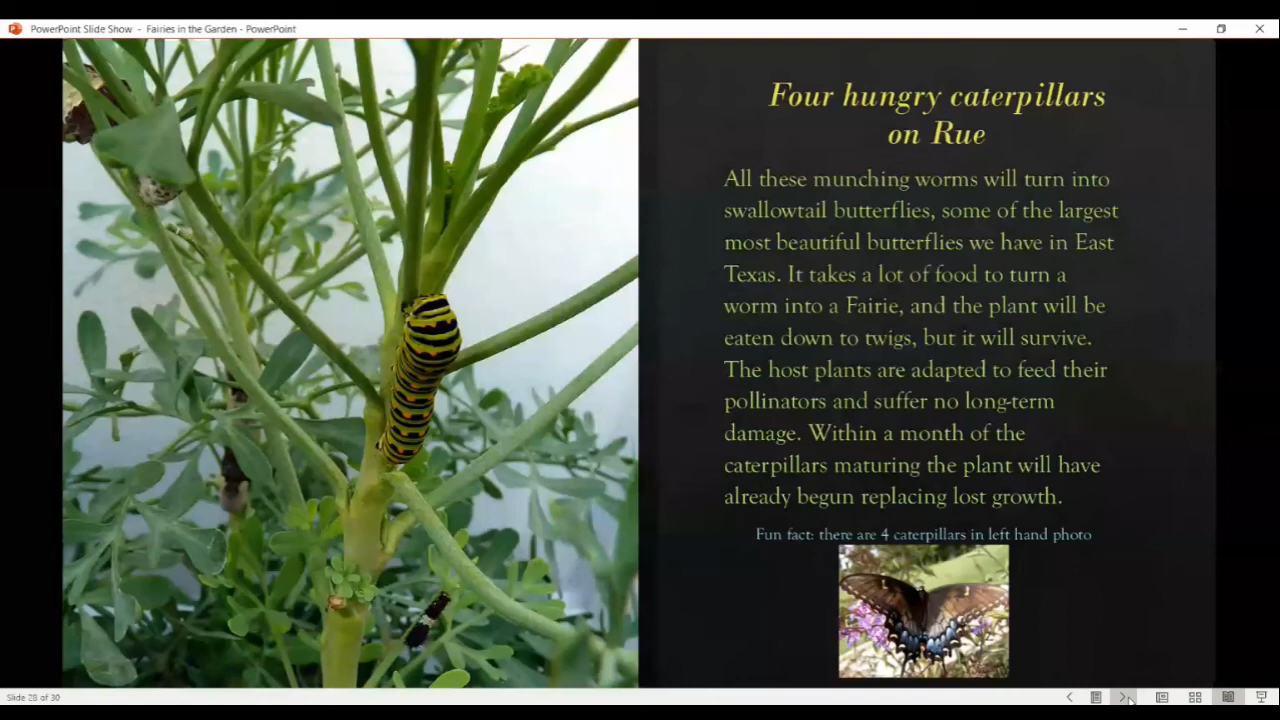 PowerPoint Slide Show - Fairies in the Garden - PowerPoint
Four hungry caterpillars
on Rue
All these munching worms will turn into
swallowtail butterflies, some of the largest
most beautiful butterflies we have in East
Texas. It takes a lot of food to turn a
worm into a Fairie, and the plant will be
eaten down to twigs, but it will survive.
The host plants are adapted to feed their
pollinators and suffer no long-term
damage. Within a month of the
caterpillars maturing the plant will have
already begun replacing lost growth.
Fun fact: there are 4 caterpillars in left hand photo
Slide 28 of 30